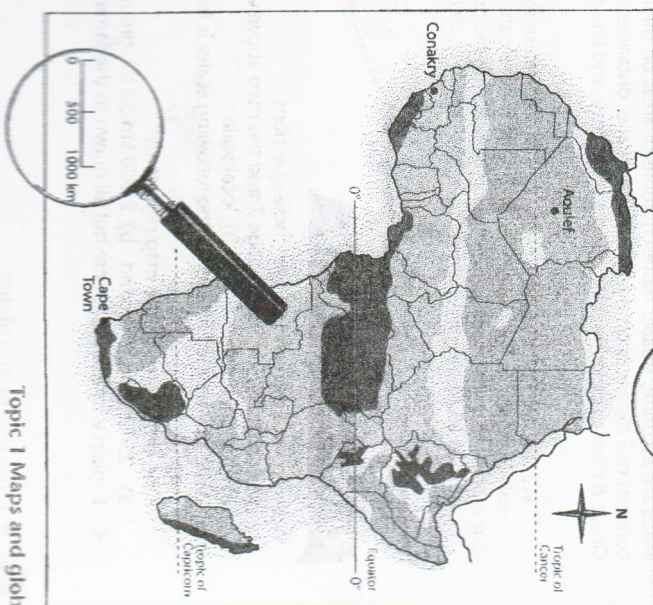 N
Tropic of
Cancer
Aoulef
Conakry
0°
Equator
0°
Tropic of
Capricorn
Cape
Town
0 500 1000 km
Topic 1 Maps and glob